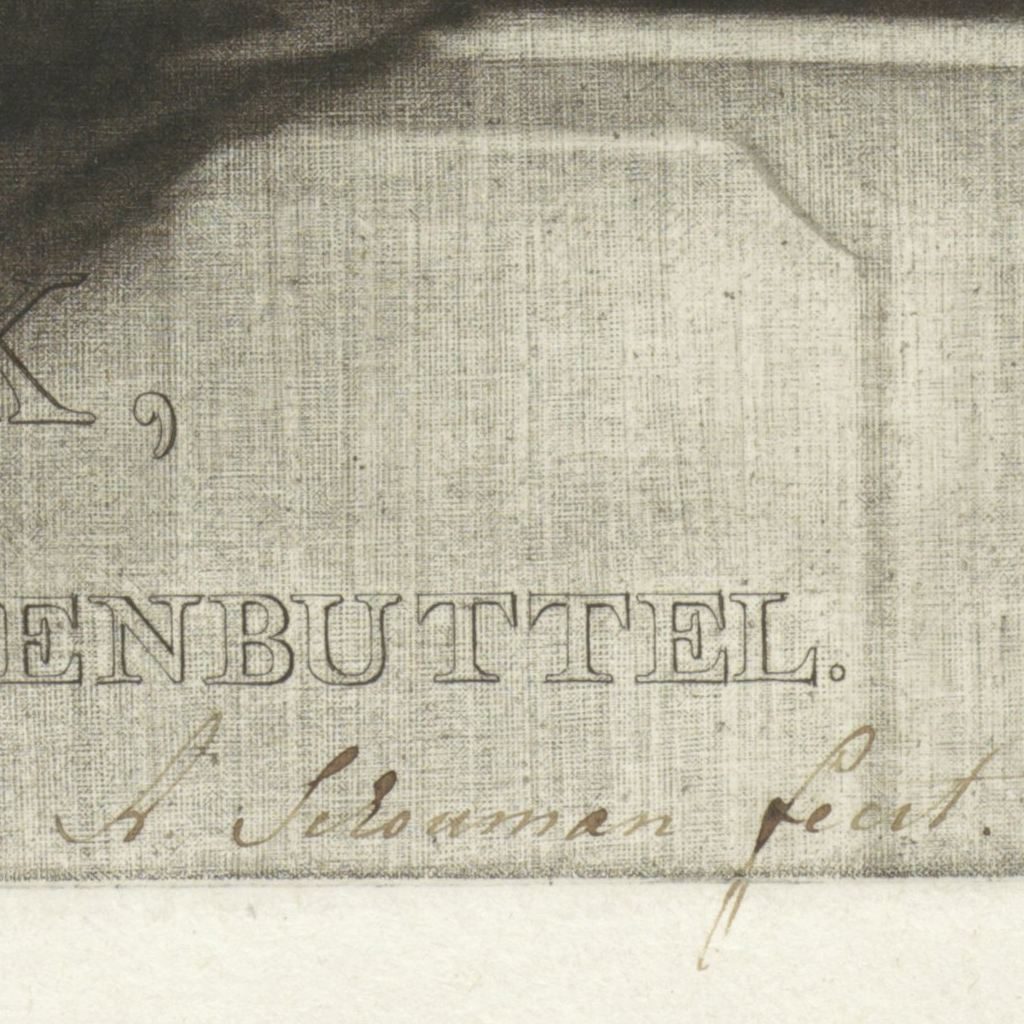 K,
ENBUTTEL.
A. Schouman fecit.